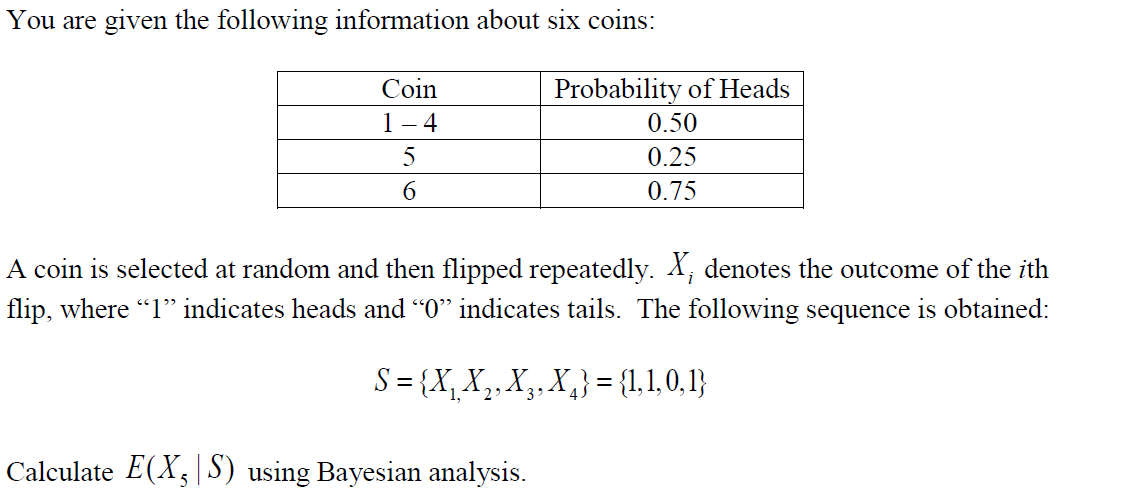 You are given the following information about six coins:
Coin Probability of Heads
1 – 4 0.50
5 0.25
6 0.75
A coin is selected at random and then flipped repeatedly. X_i denotes the outcome of the ith
flip, where “1” indicates heads and “0” indicates tails. The following sequence is obtained:
S = {X_1, X_2, X_3, X_4} = {1,1,0,1}
Calculate E(X_5 | S) using Bayesian analysis.